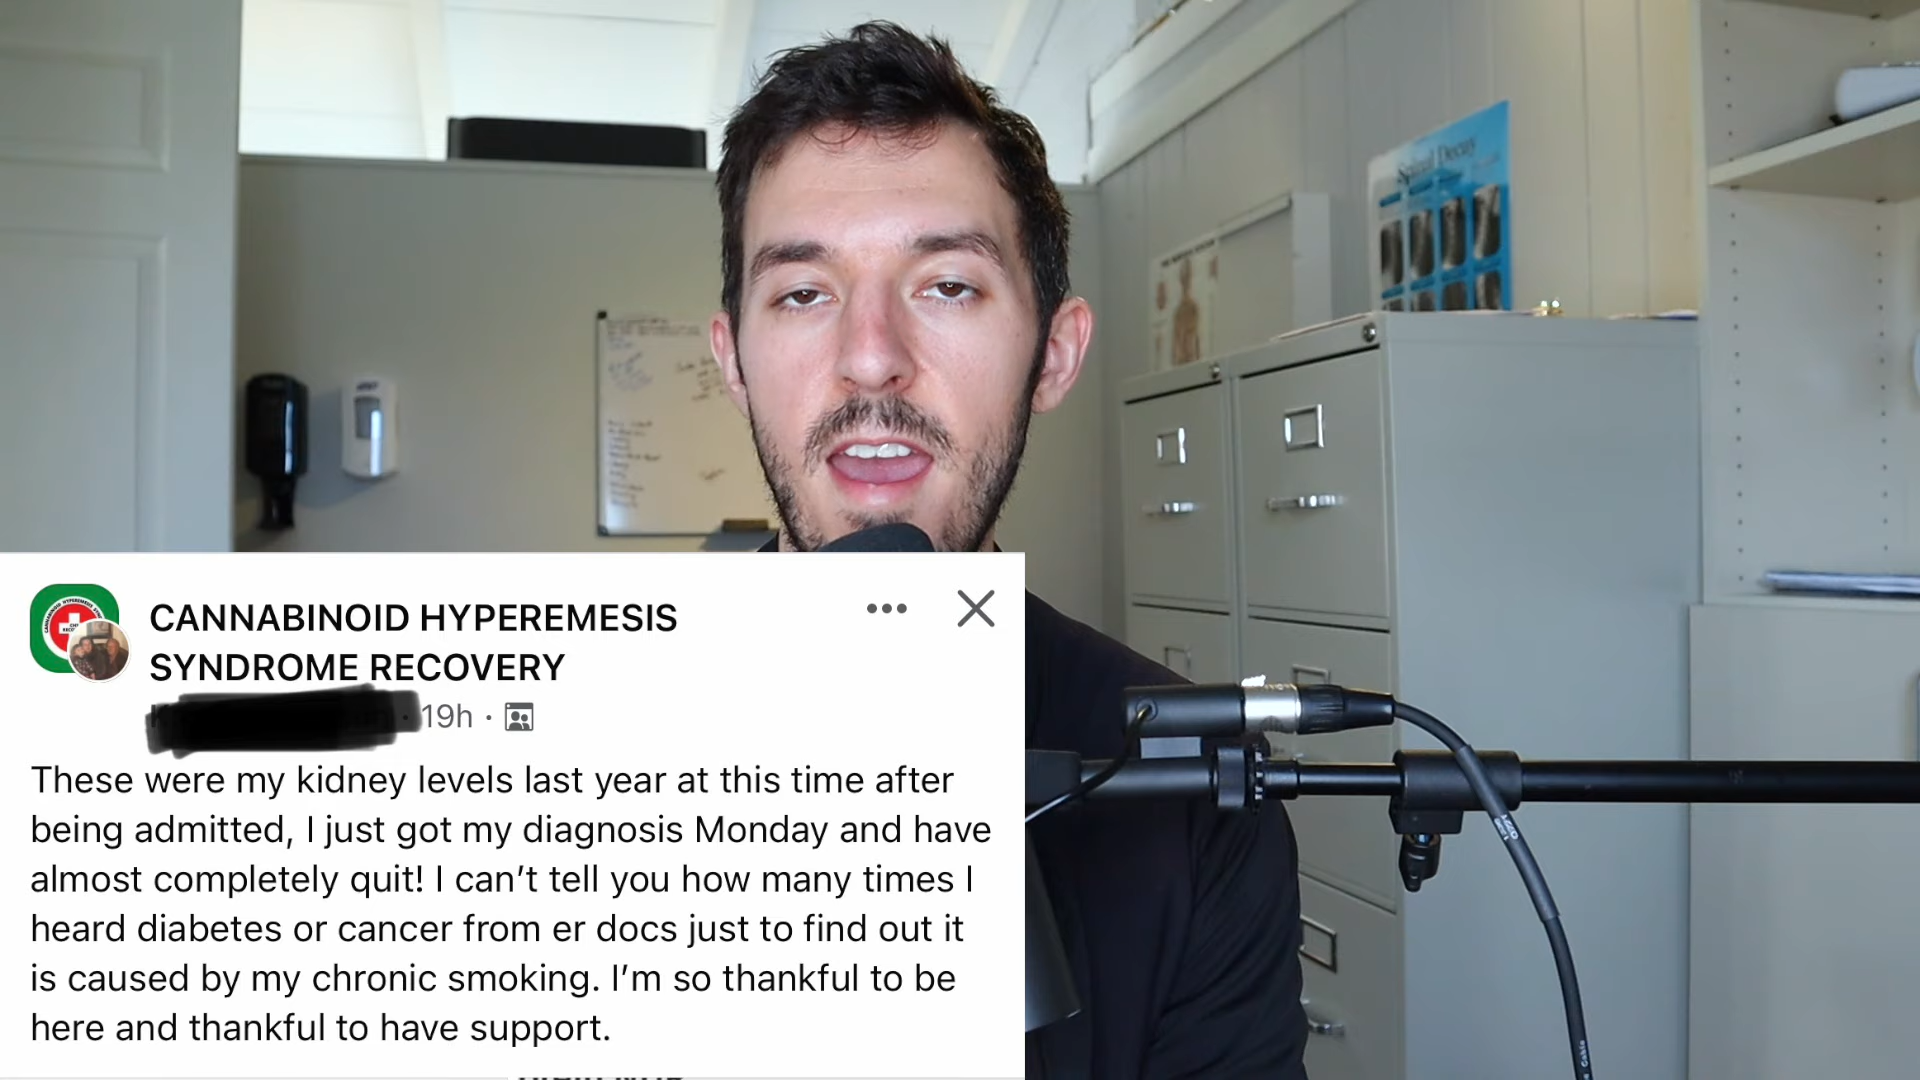 Spinal Decay
CANNABINOID HYPEREMESIS
SYNDROME RECOVERY
19h
These were my kidney levels last year at this time after
being admitted, I just got my diagnosis Monday and have
almost completely quit! I can’t tell you how many times I
heard diabetes or cancer from er docs just to find out it
is caused by my chronic smoking. I’m so thankful to be
here and thankful to have support.